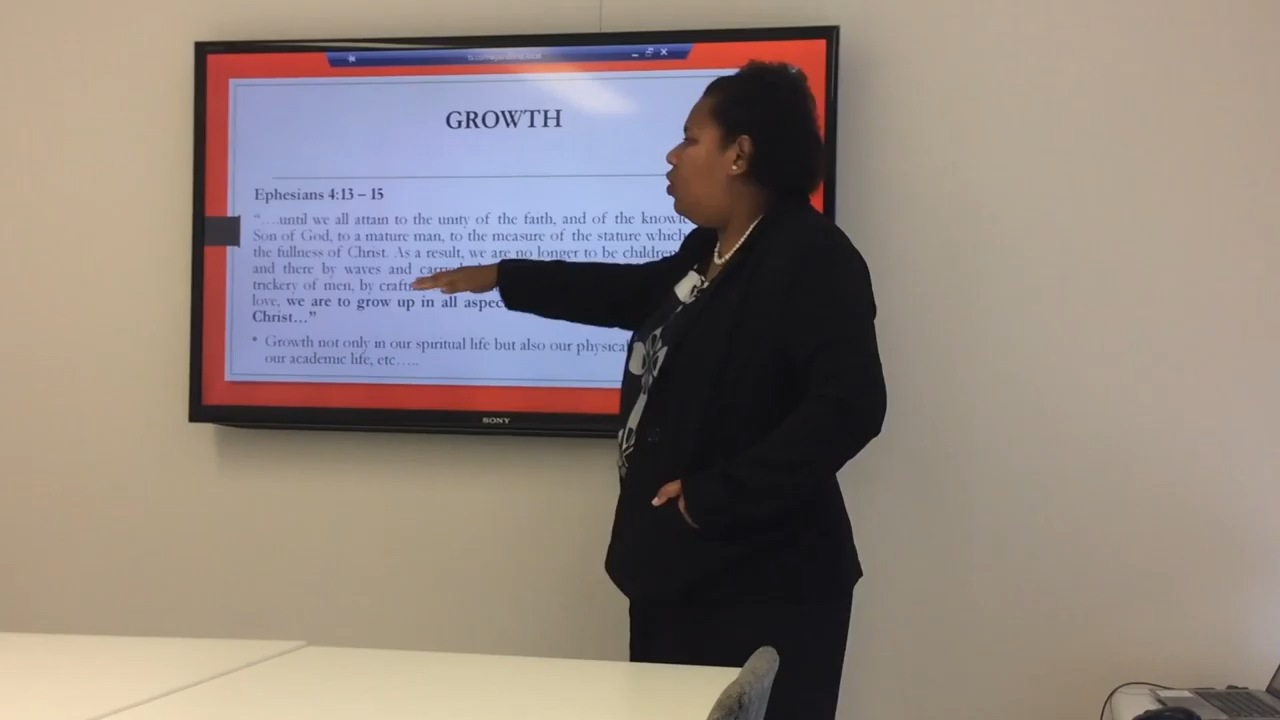 GROWTH
Ephesians 4:13 – 15
“….until we all attain to the unity of the faith, and of the
Son of God, to a mature man, to the measure of the stature which
the fullness of Christ. As a result, we are no longer to be children
and there by waves and
trickery of men, by
love, we are to grow up in all
Christ…”
* Growth not only in our spiritual life but also our physical
our academic life, etc…..
SONY